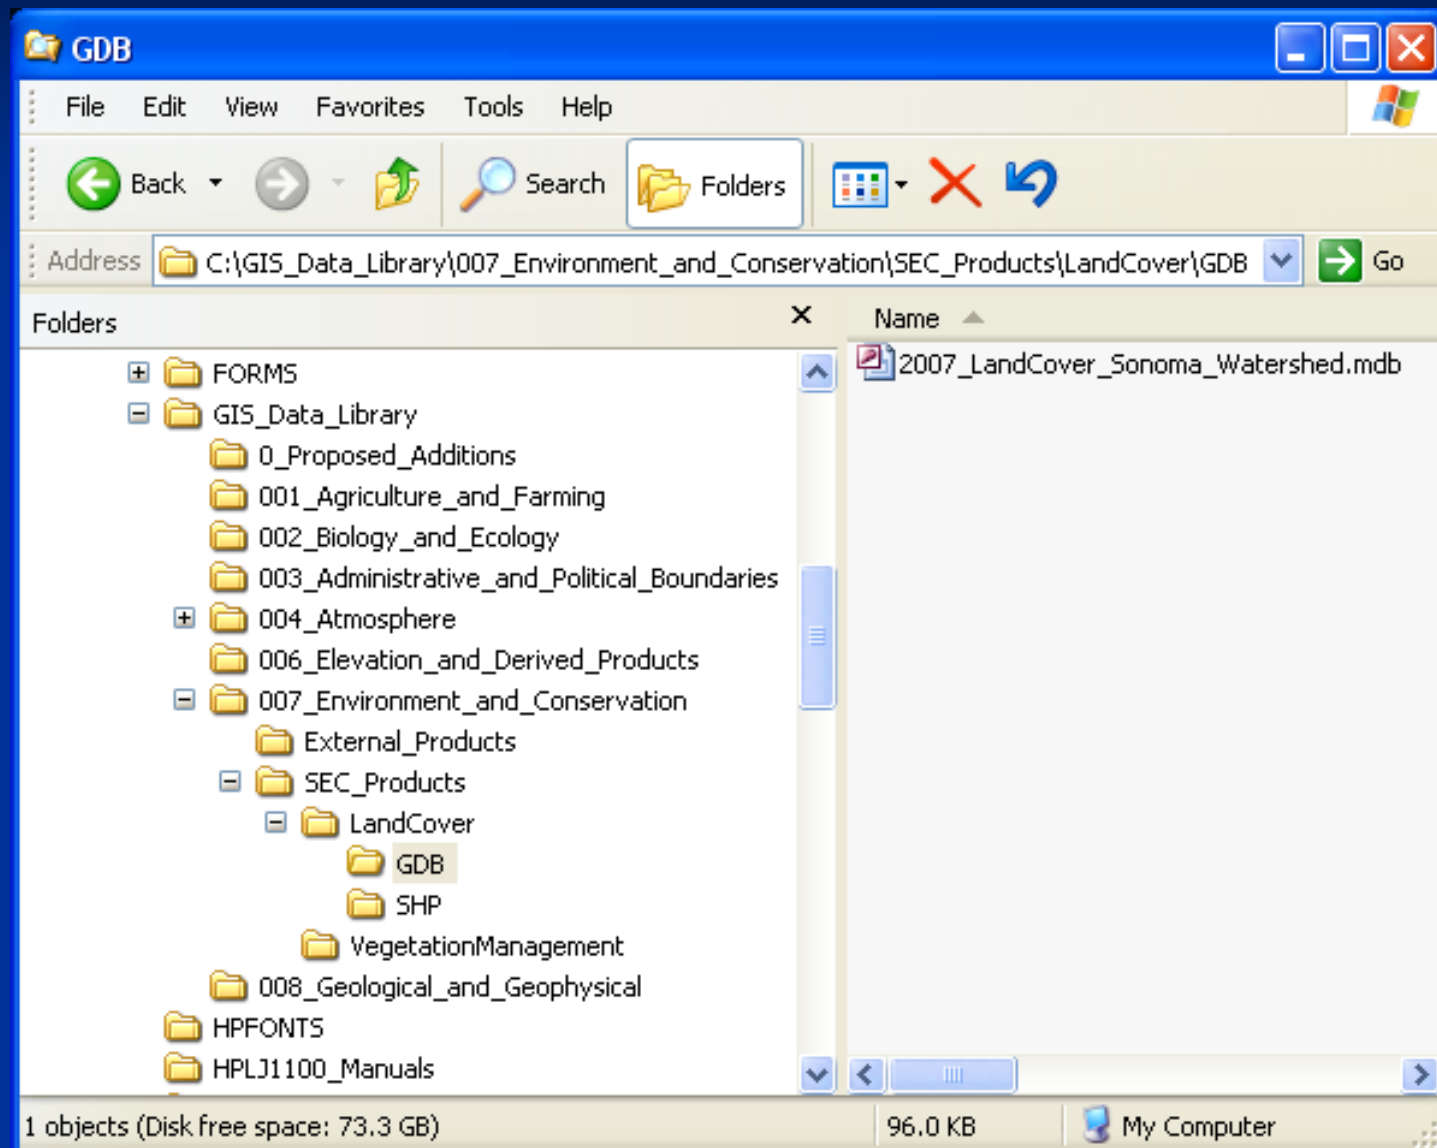 GDB
File Edit View Favorites Tools Help
Back Search Folders
Address C:\GIS_Data_Library\007_Environment_and_Conservation\SEC_Products\LandCover\GDB Go
Folders
Name
FORMS
2007_LandCover_Sonoma_Watershed.mdb
GIS_Data_Library
0_Proposed_Additions
001_Agriculture_and_Farming
002_Biology_and_Ecology
003_Administrative_and_Political_Boundaries
004_Atmosphere
006_Elevation_and_Derived_Products
007_Environment_and_Conservation
External_Products
SEC_Products
LandCover
GDB
SHP
VegetationManagement
008_Geological_and_Geophysical
HPFONTS
HPLJ1100_Manuals
1 objects (Disk free space: 73.3 GB) 96.0 KB My Computer